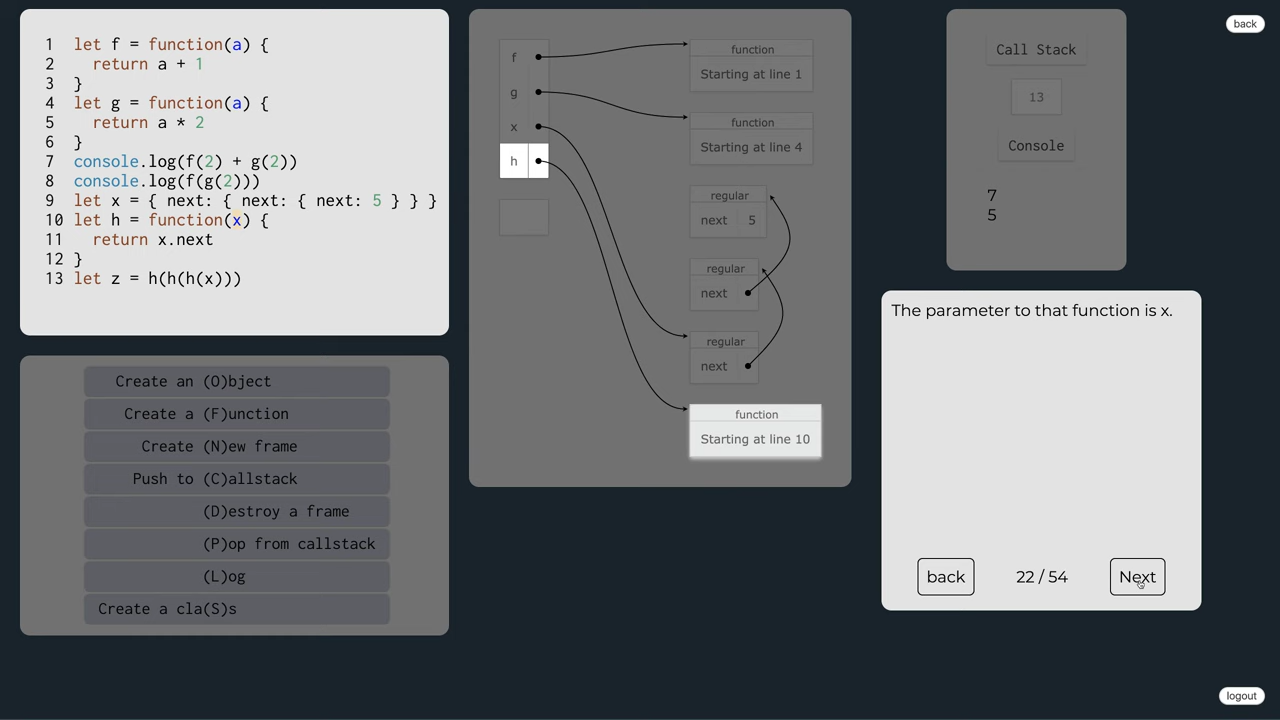 back
1 let f = function(a) {
2 return a + 1
3 }
4 let g = function(a) {
5 return a * 2
6 }
7 console.log(f(2) + g(2))
8 console.log(f(g(2)))
9 let x = { next: { next: { next: 5 } } }
10 let h = function(x) {
11 return x.next
12 }
13 let z = h(h(h(x)))
Create an (O)bject
Create a (F)unction
Create (N)ew frame
Push to (C)allstack
(D)estroy a frame
(P)op from callstack
(L)og
Create a cla(S)s
f
g
x
h
function
Starting at line 1
function
Starting at line 4
regular
next 5
regular
next
regular
next
function
Starting at line 10
Call Stack
13
Console
7
5
The parameter to that function is x.
back 22 / 54 Next
logout